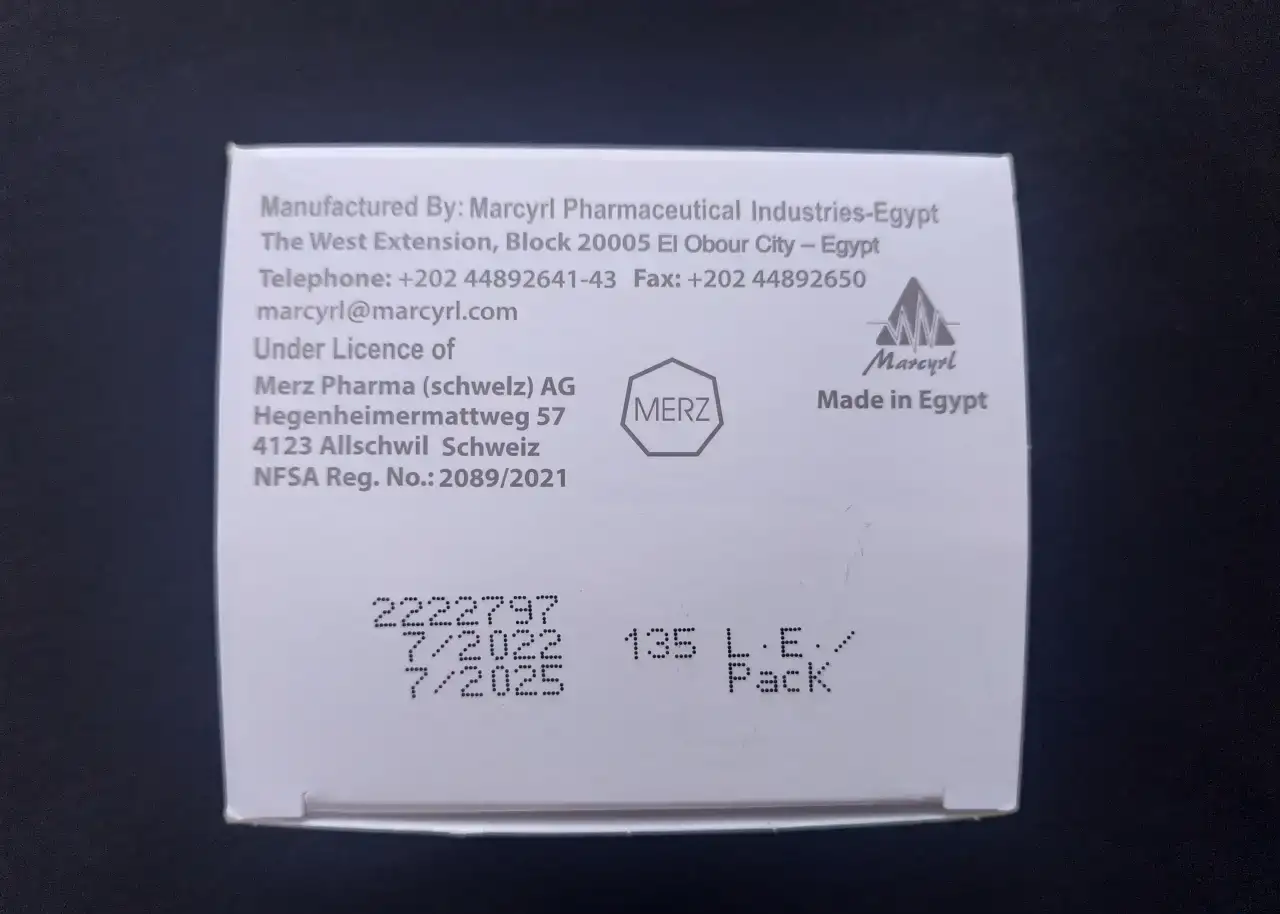 Manufactured By: Marcyrl Pharmaceutical Industries-Egypt
The West Extension, Block 20005 El Obour City – Egypt
Telephone: +202 44892641-43 Fax: +202 44892650
marcyrl@marcyrl.com
Under Licence of
Merz Pharma (schwelz) AG
Hegenheimermattweg 57
4123 Allschwil Schweiz
NFSA Reg. No.: 2089/2021
MERZ
Marcyrl
Made in Egypt
2222797
7/2022
7/2025
135 L.E./
Pack